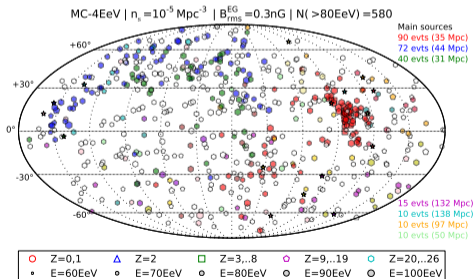 MC-4EeV | nₛ=10⁻⁵ Mpc⁻³ | B^EG_rms=0.3nG | N( >80EeV) =580
Main sources
90 evts (35 Mpc)
72 evts (44 Mpc)
40 evts (31 Mpc)
+60°
+30°
0°
-30°
-60°
15 evts (132 Mpc)
10 evts (138 Mpc)
10 evts (97 Mpc)
10 evts (50 Mpc)
Z=0,1 Z=2 Z=3,..8 Z=9,..19 Z=20,..26
E=60EeV E=70EeV E=80EeV E=90EeV E=100EeV